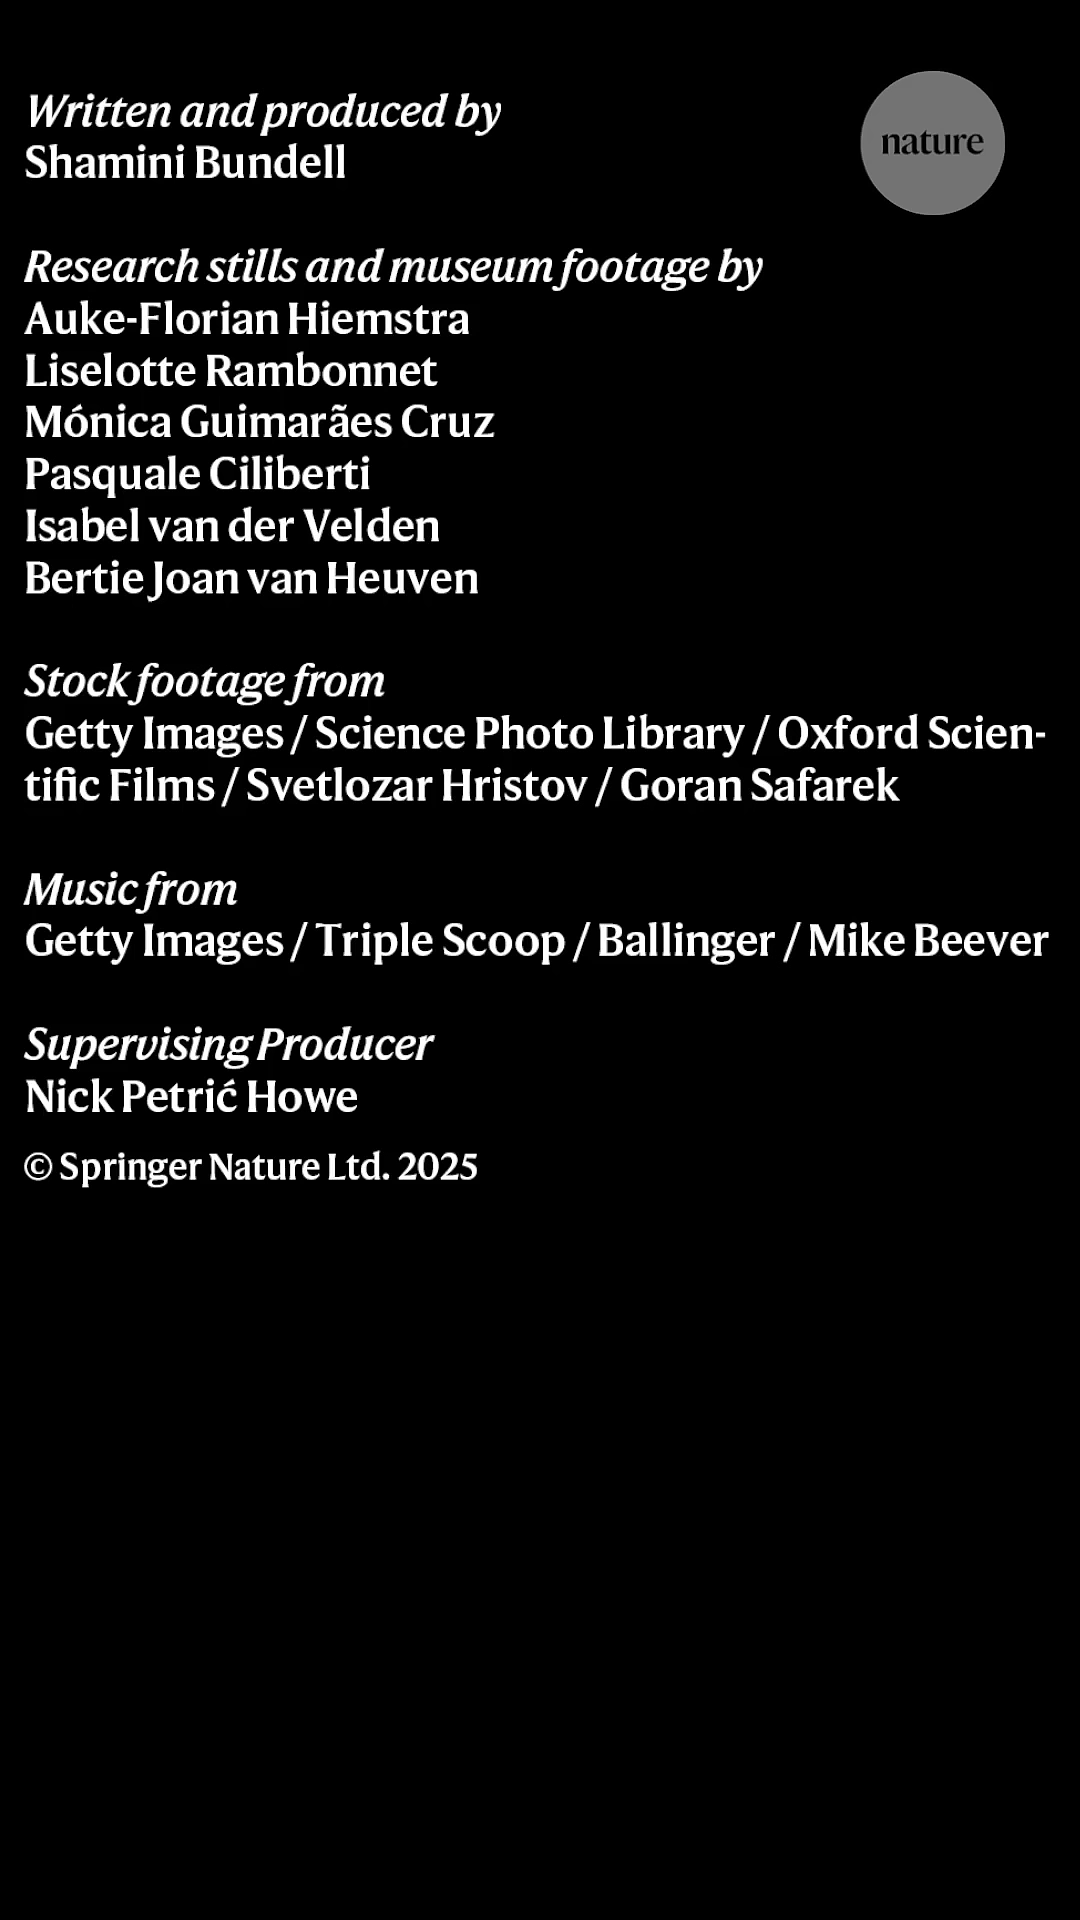 Written and produced by
Shamini Bundell
nature
Research stills and museum footage by
Auke-Florian Hiemstra
Liselotte Rambonnet
Mónica Guimarães Cruz
Pasquale Ciliberti
Isabel van der Velden
Bertie Joan van Heuven
Stock footage from
Getty Images / Science Photo Library / Oxford Scien-
tific Films / Svetlozar Hristov / Goran Safarek
Music from
Getty Images / Triple Scoop / Ballinger / Mike Beever
Supervising Producer
Nick Petrić Howe
© Springer Nature Ltd. 2025